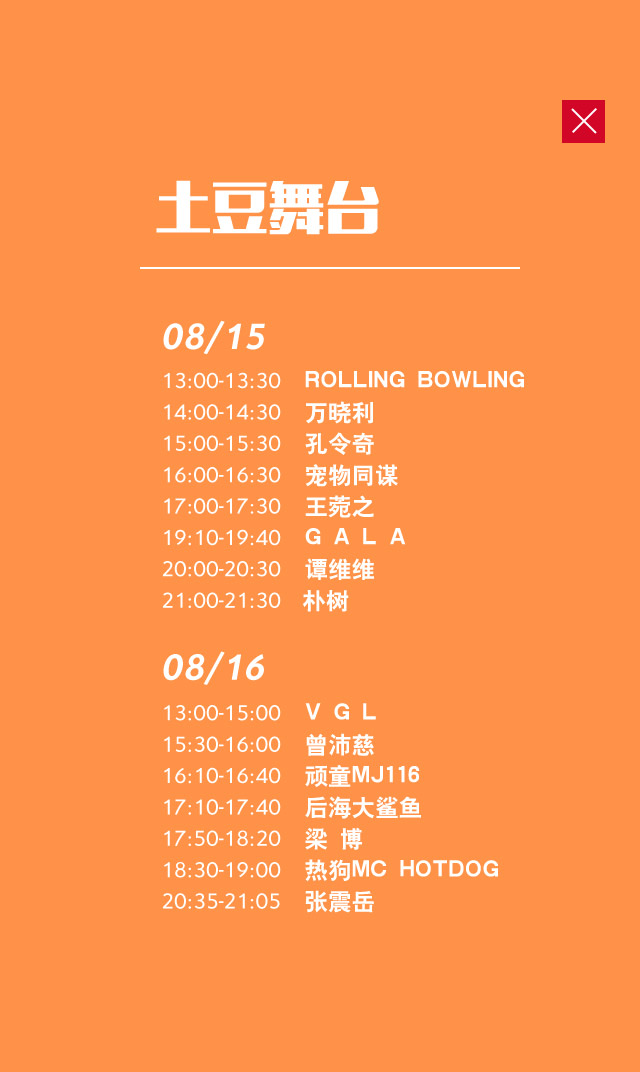 土豆舞台
08/15
13:00-13:30 ROLLING BOWLING
14:00-14:30 万晓利
15:00-15:30 孔令奇
16:00-16:30 宠物同谋
17:00-17:30 王菀之
19:10-19:40 G A L A
20:00-20:30 谭维维
21:00-21:30 朴树
08/16
13:00-15:00 V G L
15:30-16:00 曾沛慈
16:10-16:40 顽童MJ116
17:10-17:40 后海大鲨鱼
17:50-18:20 梁 博
18:30-19:00 热狗MC HOTDOG
20:35-21:05 张震岳